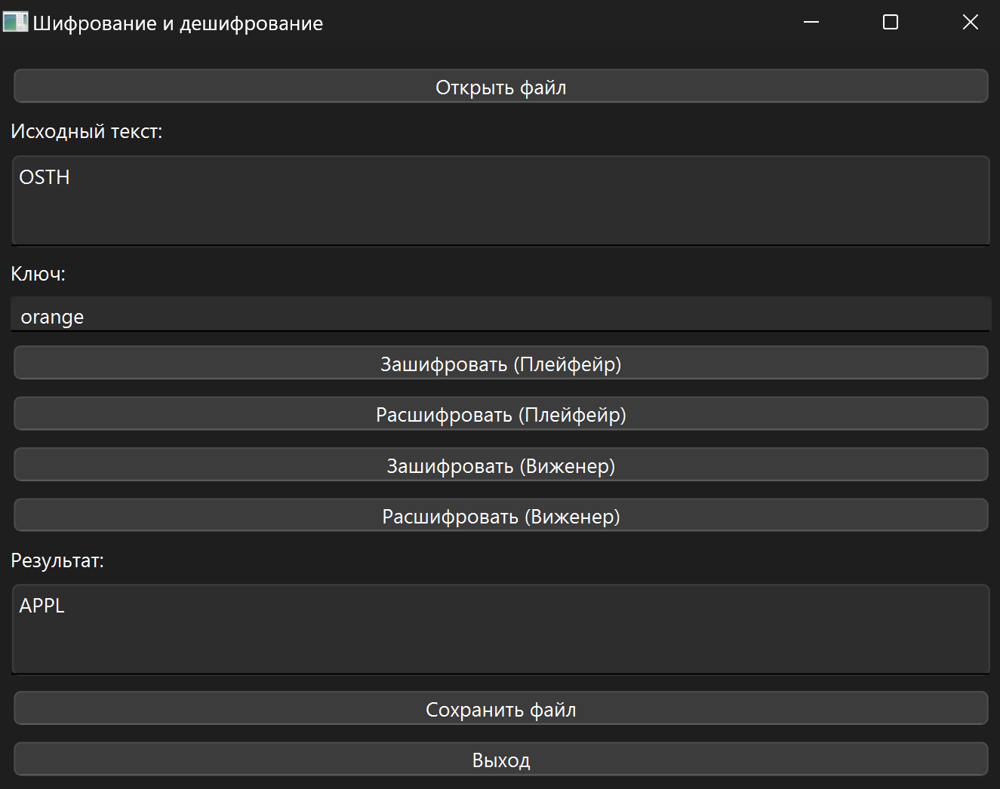 Шифрование и дешифрование
Открыть файл
Исходный текст:
OSTH
Ключ:
orange
Зашифровать (Плейфейр)
Расшифровать (Плейфейр)
Зашифровать (Виженер)
Расшифровать (Виженер)
Результат:
APPL
Сохранить файл
Выход